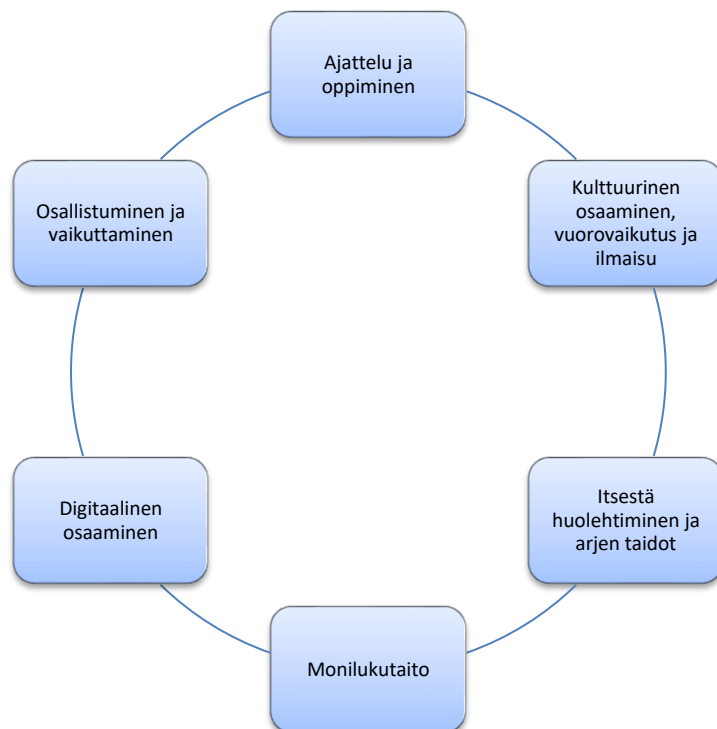 Ajattelu ja
oppiminen
Osallistuminen ja
vaikuttaminen
Kulttuurinen
osaaminen,
vuorovaikutus ja
ilmaisu
Digitaalinen
osaaminen
Itsestä
huolehtiminen ja
arjen taidot
Monilukutaito